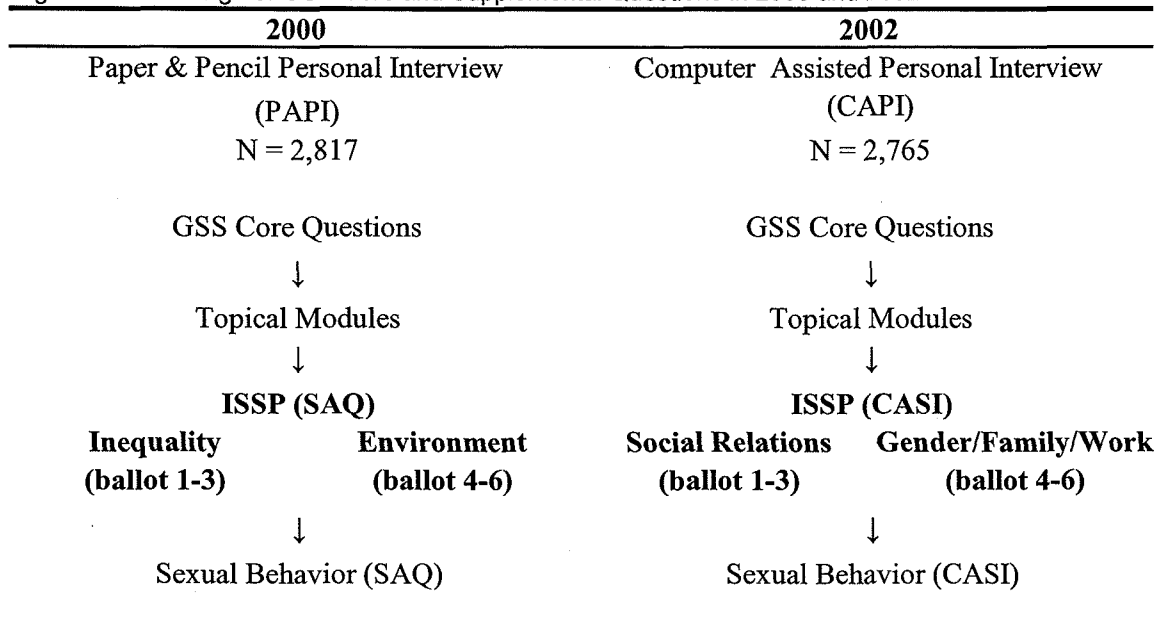 2000 2002
Paper & Pencil Personal Interview Computer Assisted Personal Interview
(PAPI) (CAPI)
N = 2,817 N = 2,765
GSS Core Questions GSS Core Questions
↓ ↓
Topical Modules Topical Modules
↓ ↓
ISSP (SAQ) ISSP (CASI)
Inequality Environment Social Relations Gender/Family/Work
(ballot 1-3) (ballot 4-6) (ballot 1-3) (ballot 4-6)
↓ ↓
Sexual Behavior (SAQ) Sexual Behavior (CASI)